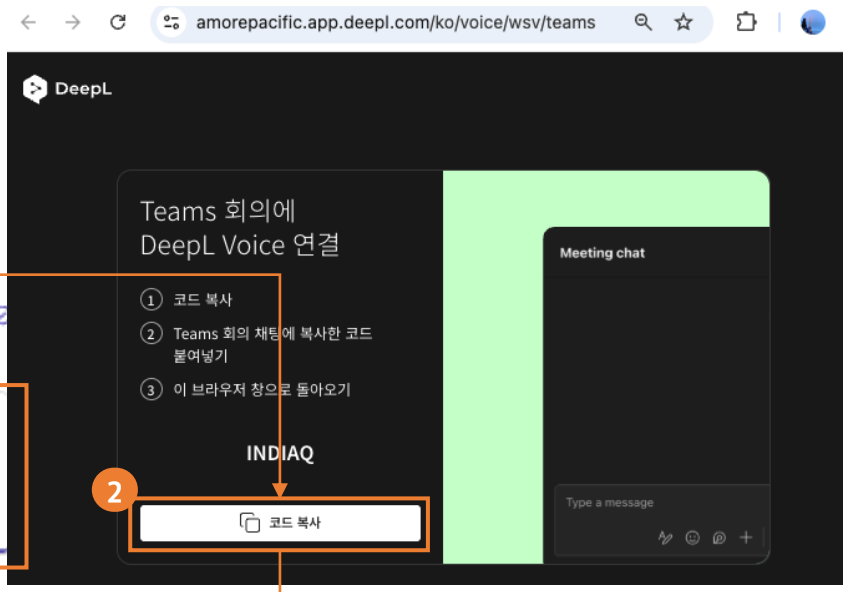 amorepacific.app.deepl.com/ko/voice/wsv/teams
DeepL
Teams 회의에
DeepL Voice 연결
1 코드 복사
2 Teams 회의 채팅에 복사한 코드
붙여넣기
3 이 브라우저 창으로 돌아오기
INDIAQ
2
코드 복사
Meeting chat
Type a message